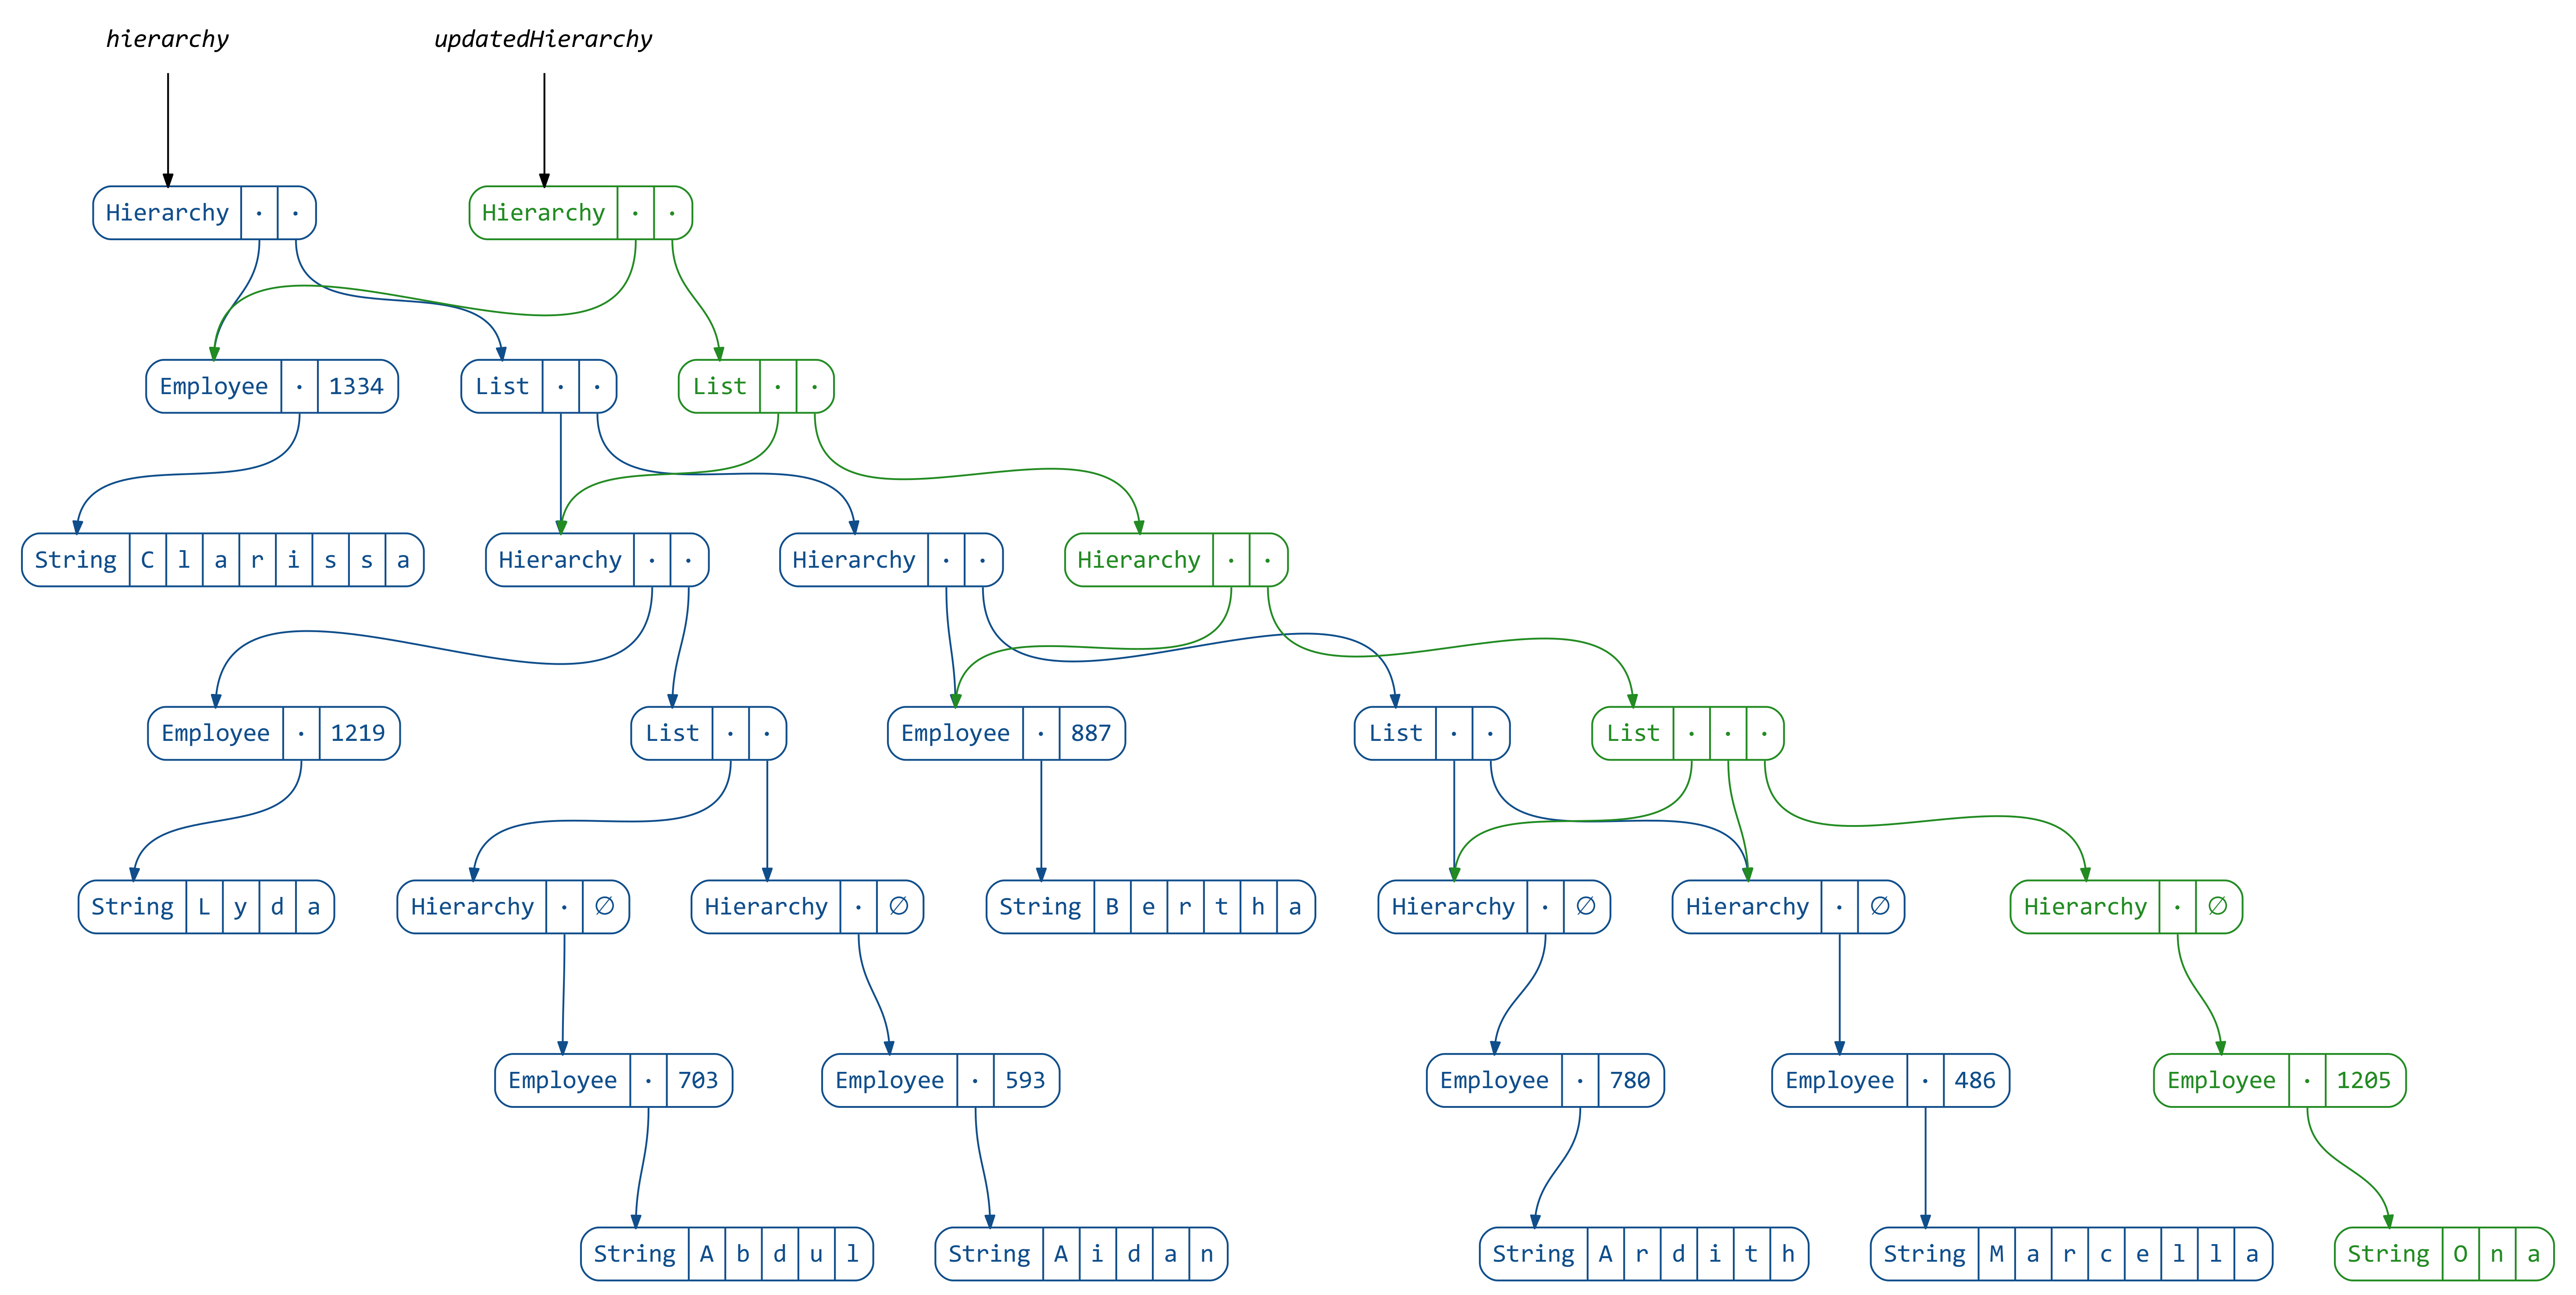 hierarchy updatedHierarchy
Hierarchy · · Hierarchy · ·
Employee · 1334 List · · List · ·
String C l a r i s s a Hierarchy · · Hierarchy · · Hierarchy · ·
Employee · 1219 List · · Employee · 887 List · · List · · ·
String L y d a Hierarchy · ∅ Hierarchy · ∅ String B e r t h a Hierarchy · ∅ Hierarchy · ∅ Hierarchy · ∅
Employee · 703 Employee · 593 Employee · 780 Employee · 486 Employee · 1205
String A b d u l String A i d a n String A r d i t h String M a r c e l l a String O n a